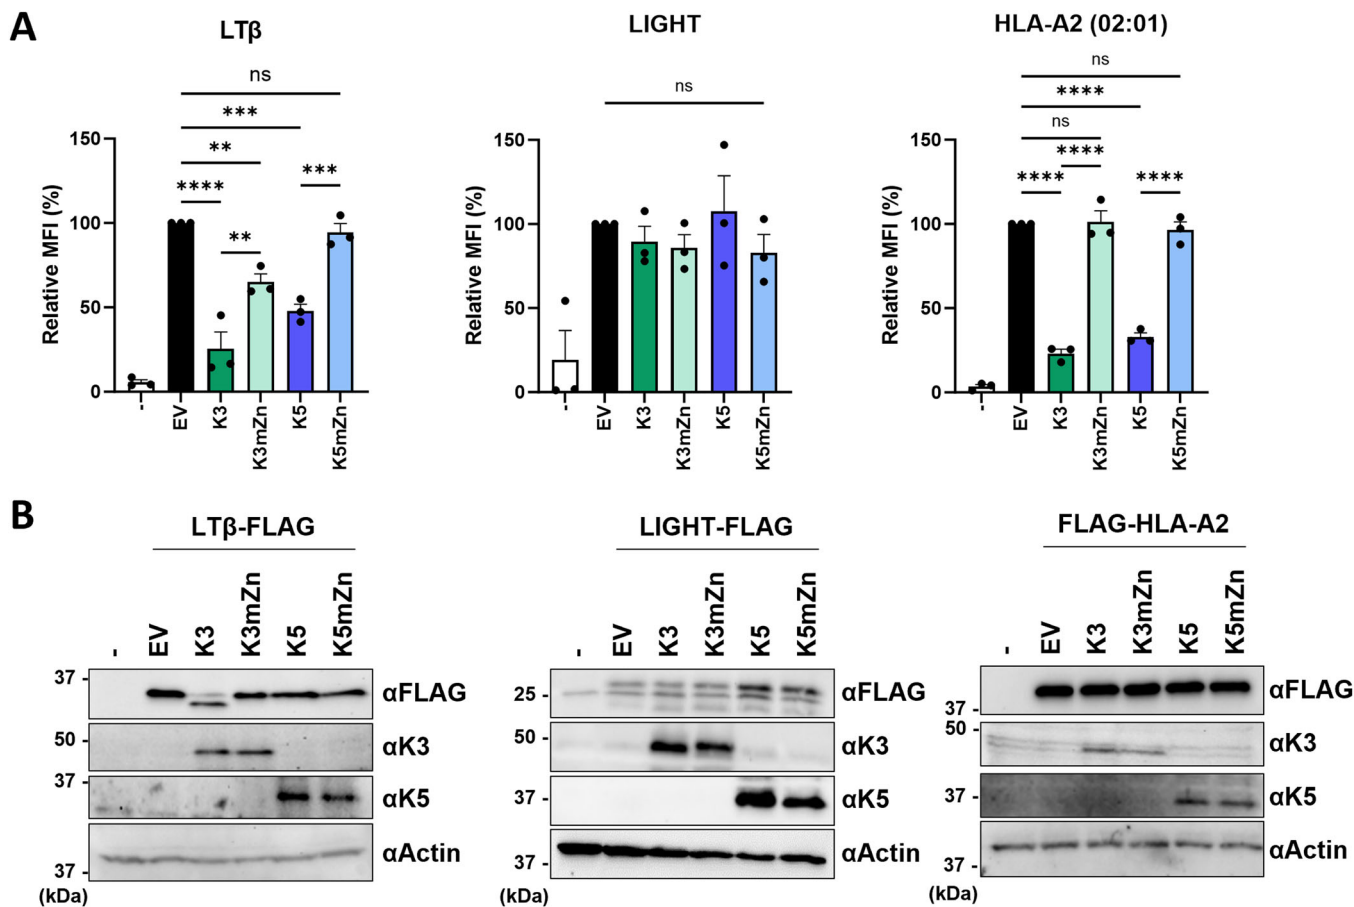 A
LTβ
LIGHT
HLA-A2 (02:01)
ns
***
**
****
**
***
ns
ns
****
ns
****
****
****
Relative MFI (%)
150
100
50
0
Relative MFI (%)
150
100
50
0
Relative MFI (%)
150
100
50
0
- EV K3 K3mZn K5 K5mZn
- EV K3 K3mZn K5 K5mZn
- EV K3 K3mZn K5 K5mZn
B
LTβ-FLAG
LIGHT-FLAG
FLAG-HLA-A2
- EV K3 K3mZn K5 K5mZn
- EV K3 K3mZn K5 K5mZn
- EV K3 K3mZn K5 K5mZn
37 - αFLAG
50 - αK3
37 - αK5
37 - αActin
(kDa)
25 - αFLAG
50 - αK3
37 - αK5
37 - αActin
(kDa)
37 - αFLAG
50 - αK3
37 - αK5
37 - αActin
(kDa)